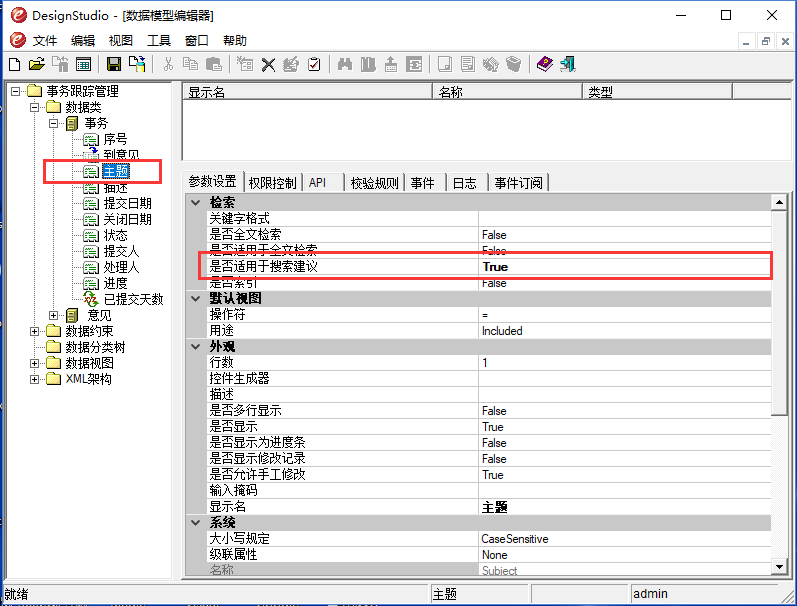 DesignStudio - [数据模型编辑器]
文件 编辑 视图 工具 窗口 帮助
事务跟踪管理
数据类
事务
序号
到意见
主题
描述
提交日期
关闭日期
状态
提交人
处理人
进度
已提交天数
意见
数据约束
数据分类树
数据视图
XML架构
显示名 名称 类型
参数设置 权限控制 API 校验规则 事件 日志 事件订阅
检索
关键字格式
是否全文检索 False
是否适用于全文检索 False
是否适用于搜索建议 True
是否索引 False
默认视图
操作符 =
用途 Included
外观
行数 1
控件生成器
描述
是否多行显示 False
是否显示 True
是否显示为进度条 False
是否显示修改记录 False
是否允许手工修改 True
输入掩码
显示名 主题
系统
大小写规定 CaseSensitive
级联属性 None
名称 Subject
就绪 主题 admin